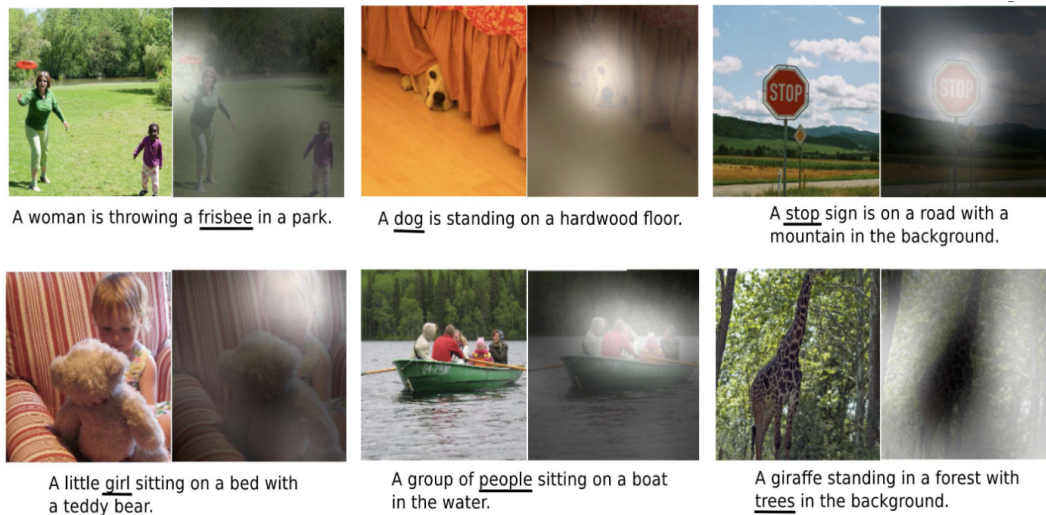 A woman is throwing a frisbee in a park.
A dog is standing on a hardwood floor.
STOP
STOP
A stop sign is on a road with a
mountain in the background.
A little girl sitting on a bed with
a teddy bear.
A group of people sitting on a boat
in the water.
A giraffe standing in a forest with
trees in the background.